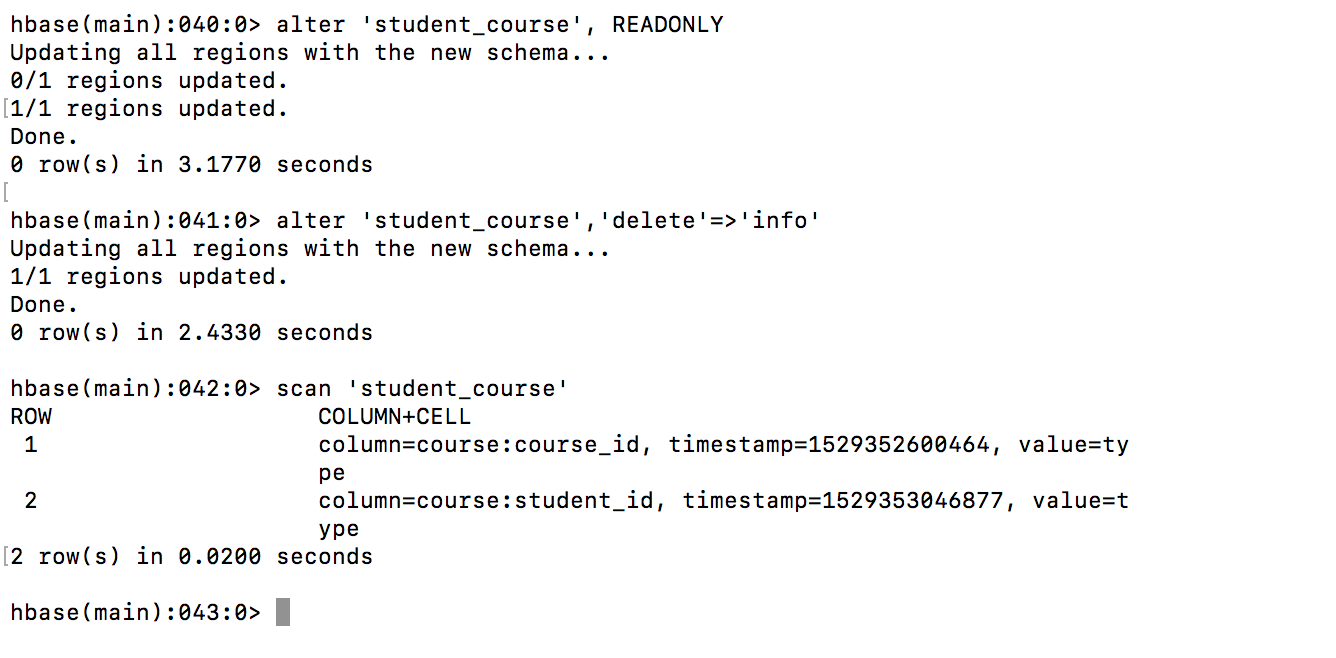 hbase(main):040:0> alter 'student_course', READONLY
Updating all regions with the new schema...
0/1 regions updated.
[1/1 regions updated.
Done.
0 row(s) in 3.1770 seconds
[
hbase(main):041:0> alter 'student_course','delete'=>'info'
Updating all regions with the new schema...
1/1 regions updated.
Done.
0 row(s) in 2.4330 seconds
hbase(main):042:0> scan 'student_course'
ROW                   COLUMN+CELL
 1                    column=course:course_id, timestamp=1529352600464, value=ty
                      pe
 2                    column=course:student_id, timestamp=1529353046877, value=t
                      ype
[2 row(s) in 0.0200 seconds
hbase(main):043:0>